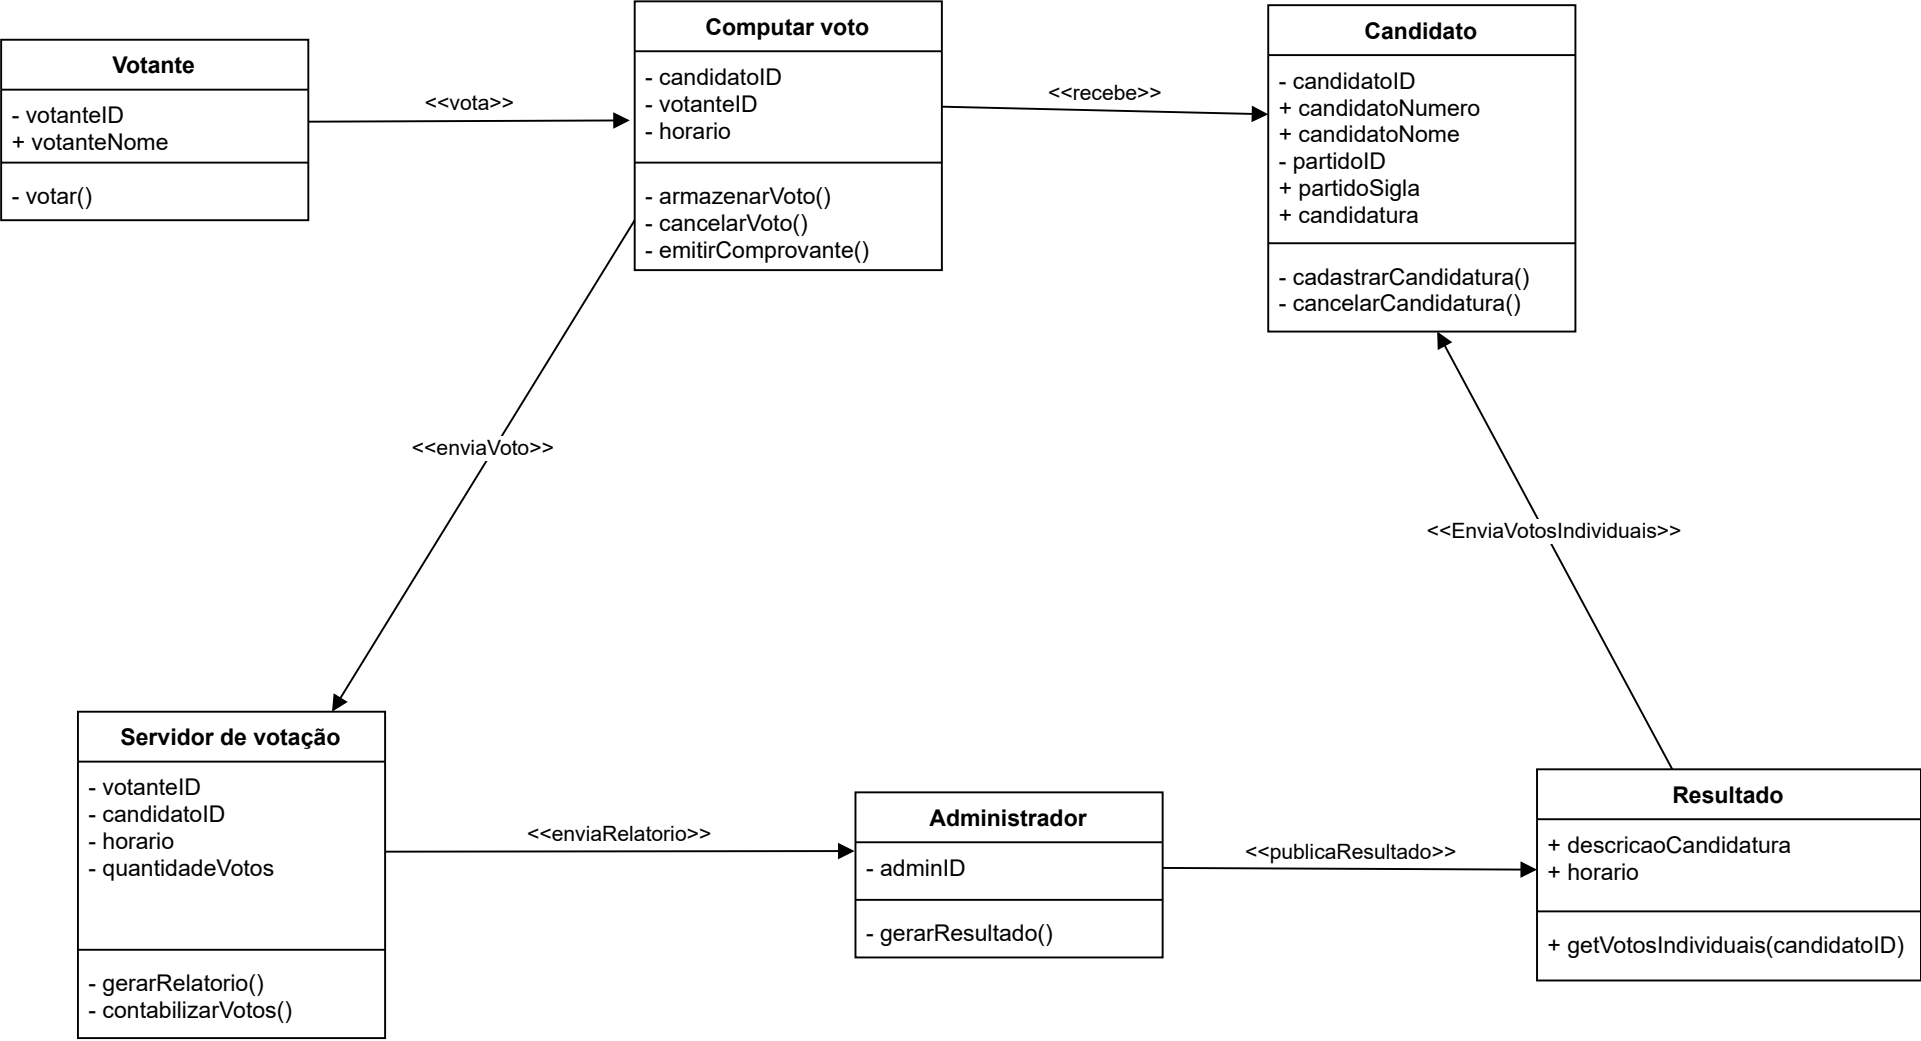 Votante
- votanteID
+ votanteNome
- votar()
<<vota>>
Computar voto
- candidatoID
- votanteID
- horario
- armazenarVoto()
- cancelarVoto()
- emitirComprovante()
<<recebe>>
Candidato
- candidatoID
+ candidatoNumero
+ candidatoNome
- partidoID
+ partidoSigla
+ candidatura
- cadastrarCandidatura()
- cancelarCandidatura()
<<enviaVoto>>
<<EnviaVotosIndividuais>>
Servidor de votação
- votanteID
- candidatoID
- horario
- quantidadeVotos
- gerarRelatorio()
- contabilizarVotos()
<<enviaRelatorio>>
Administrador
- adminID
- gerarResultado()
<<publicaResultado>>
Resultado
+ descricaoCandidatura
+ horario
+ getVotosIndividuais(candidatoID)